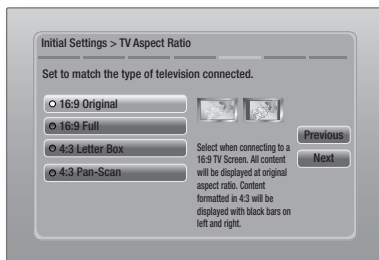 Initial Settings > TV Aspect Ratio
Set to match the type of television connected.
16:9 Original
16:9 Full
4:3 Letter Box
4:3 Pan-Scan
Select when connecting to a
16:9 TV Screen. All content
will be displayed at original
aspect ratio. Content
formatted in 4:3 will be
displayed with black bars on
left and right.
Previous
Next